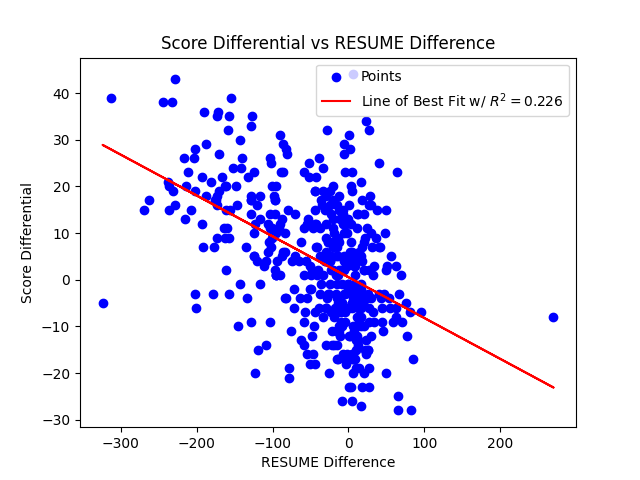 Score Differential vs RESUME Difference
Points
Line of Best Fit w/ R² = 0.226
Score Differential
40
30
20
10
0
−10
−20
−30
−300 −200 −100 0 100 200
RESUME Difference